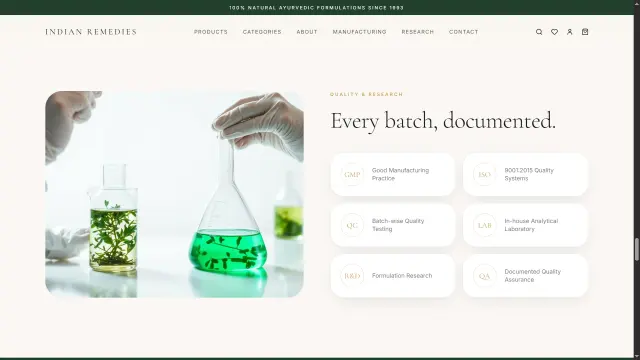 100% NATURAL AYURVEDIC FORMULATIONS SINCE 1983
INDIAN REMEDIES
PRODUCTS CATEGORIES ABOUT MANUFACTURING RESEARCH CONTACT
QUALITY & RESEARCH
Every batch, documented.
GMP
Good Manufacturing
Practice
ISO
9001:2015 Quality
Systems
QC
Batch-wise Quality
Testing
LAB
In-house Analytical
Laboratory
R&D
Formulation Research
QA
Documented Quality
Assurance